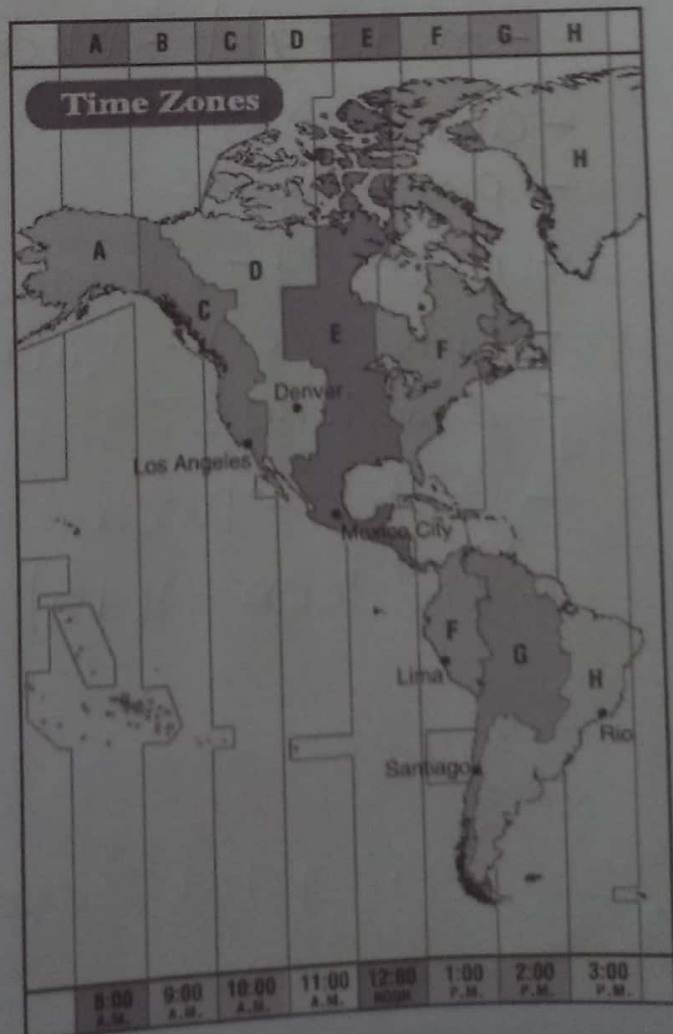 A B C D E F G H
Time Zones
H
A
D
C
E
F
Denver
Los Angeles
Mexico City
F
G
Lima
H
Rio
Santiago
8:00 9:00 10:00 11:00 12:00 1:00 2:00 3:00
A.M. A.M. A.M. A.M. NOON P.M. P.M. P.M.